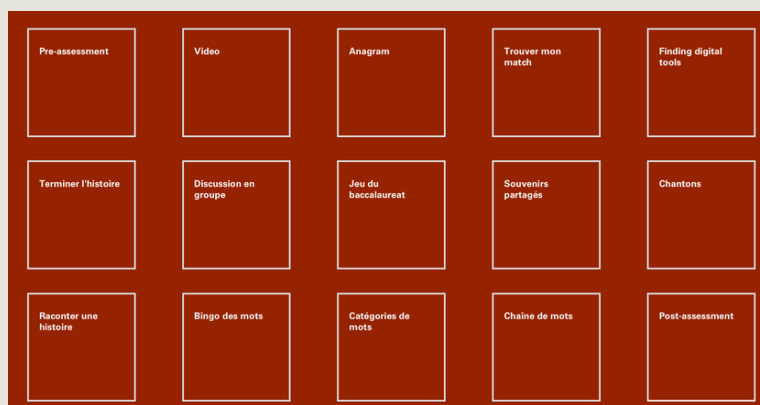 Pre-assessment
Video
Anagram
Trouver mon
match
Finding digital
tools
Terminer l'histoire
Discussion en
groupe
Jeu du
baccalaureat
Souvenirs
partagés
Chantons
Raconter une
histoire
Bingo des mots
Catégories de
mots
Chaîne de mots
Post-assessment